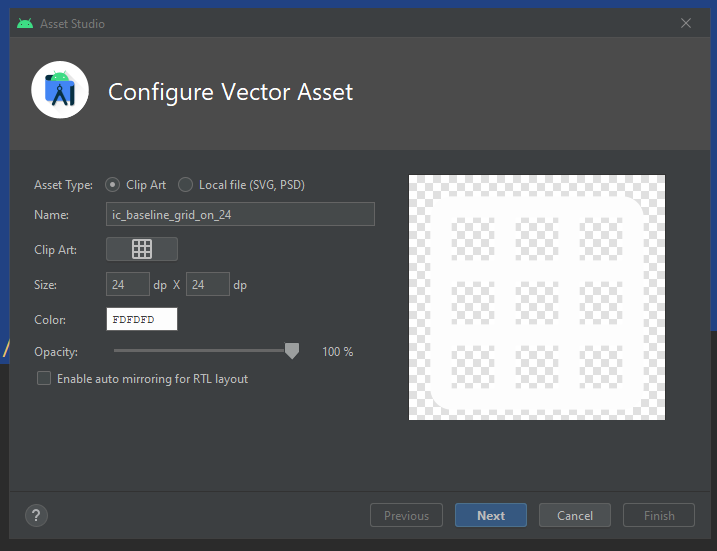 Asset Studio
Configure Vector Asset
Asset Type: Clip Art Local file (SVG, PSD)
Name: ic_baseline_grid_on_24
Clip Art:
Size: 24 dp X 24 dp
Color: FDFDFD
Opacity: 100 %
Enable auto mirroring for RTL layout
? Previous Next Cancel Finish